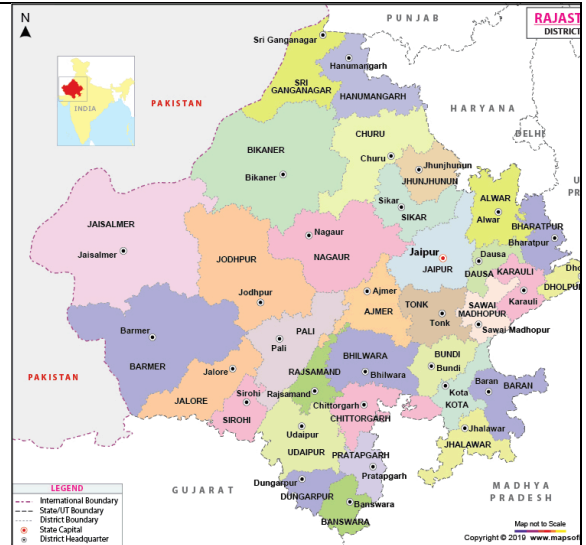 N
PUNJAB
RAJAST
DISTRIC
Sri Ganganagar
Hanumangarh
SRI
GANGANAGAR
HANUMANGARH
INDIA
PAKISTAN
HARYANA
DELHI
U
PR
CHURU
Churu
Jhunjhunun
JHUNJHUNUN
BIKANER
Bikaner
Sikar
SIKAR
ALWAR
Alwar
BHARATPUR
Bharatpur
JAISALMER
Jaisalmer
JODHPUR
Jodhpur
Nagaur
NAGAUR
Jaipur
JAIPUR
Dausa
DAUSA
KARAULI
Karauli
Dho
DHOLPUR
Ajmer
AJMER
TONK
Tonk
SAWAI
MADHOPUR
Sawai Madhopur
Barmer
BARMER
PALI
Pali
BHILWARA
Bhilwara
BUNDI
Bundi
RAJSAMAND
Rajsamand
PAKISTAN
Jalore
JALORE
Sirohi
SIROHI
Chittorgarh
CHITTORGARH
Kota
KOTA
Baran
BARAN
Udaipur
UDAIPUR
Jhalawar
JHALAWAR
PRATAPGARH
Pratapgarh
Dungarpur
DUNGARPUR
Banswara
BANSWARA
GUJARAT
MADHYA
PRADESH
LEGEND
International Boundary
State/UT Boundary
District Boundary
State Capital
District Headquarter
Map not to Scale
Copyright © 2019 www.mapsof